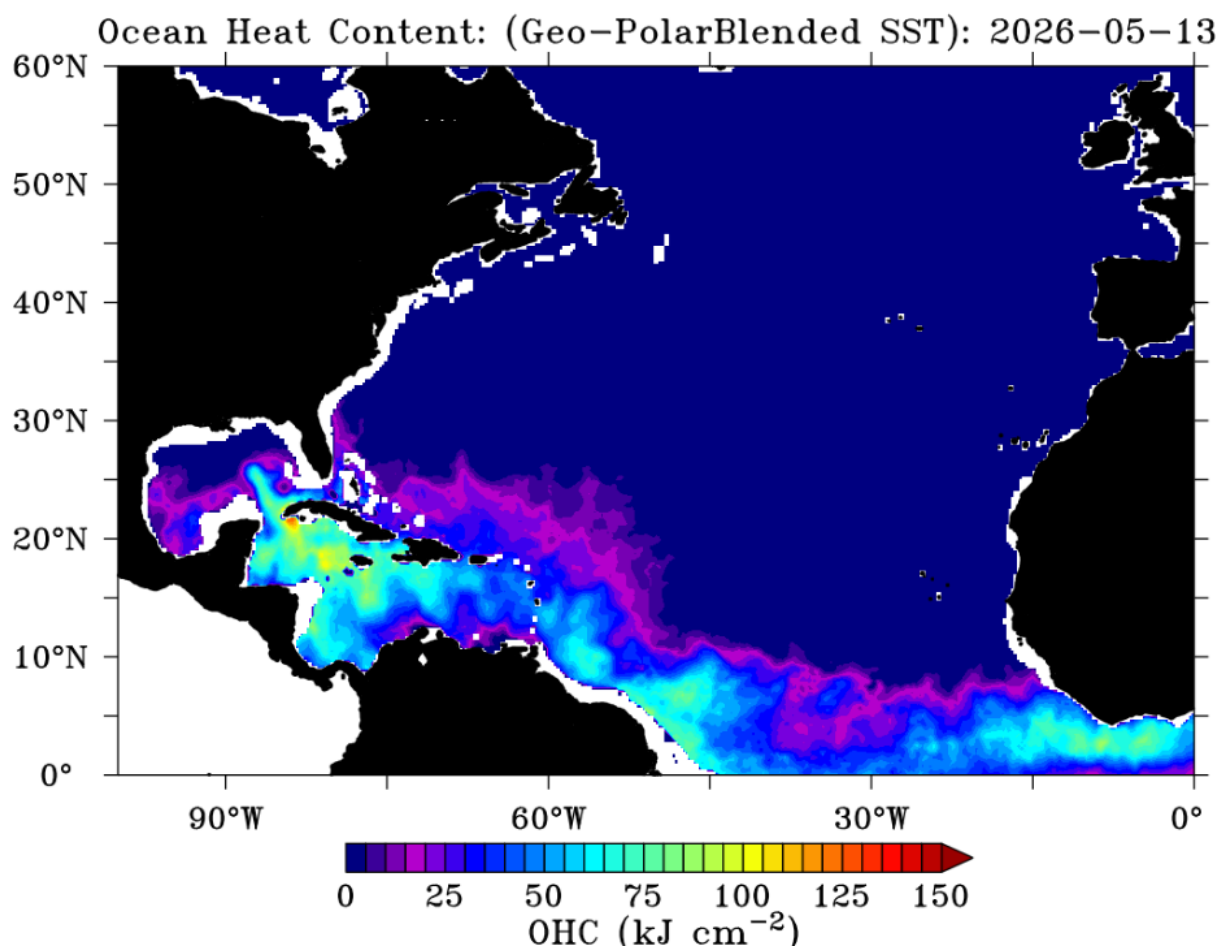 Ocean Heat Content: (Geo-PolarBlended SST): 2026-05-13
60°N
50°N
40°N
30°N
20°N
10°N
0°
90°W 60°W 30°W 0°
0 25 50 75 100 125 150
OHC (kJ cm⁻²)